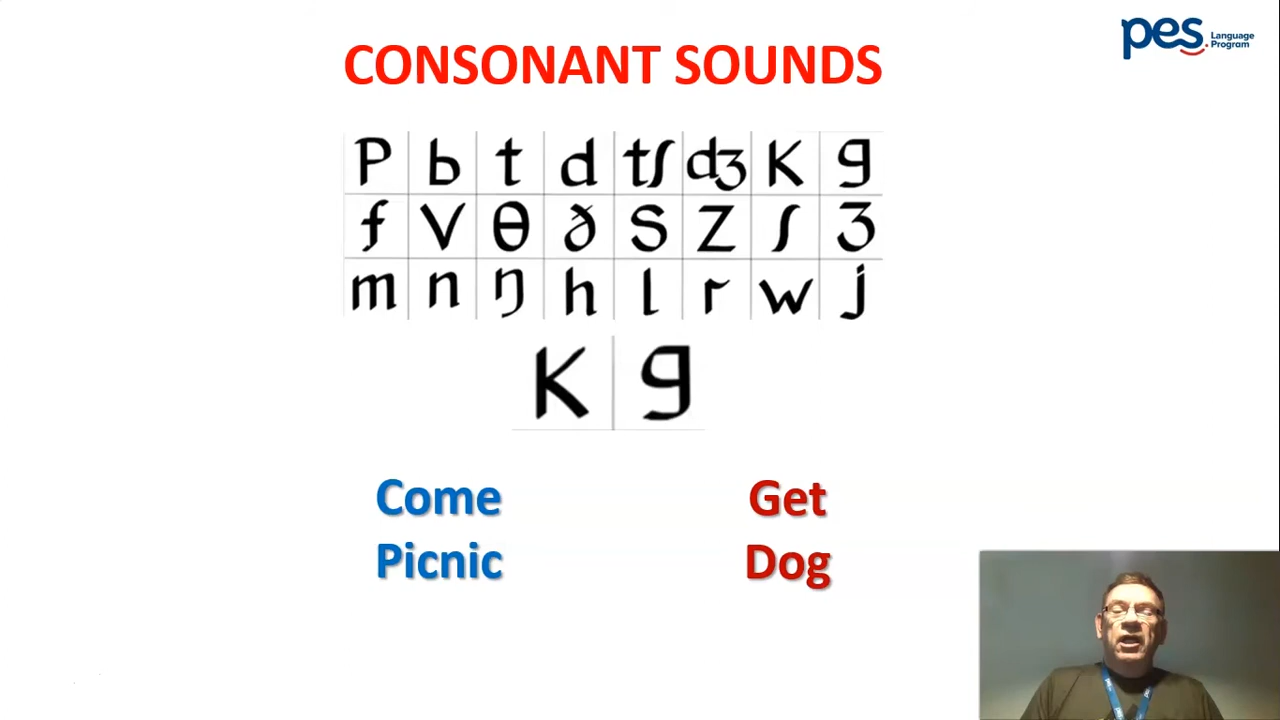 pes. Language
Program
CONSONANT SOUNDS
P b t d tʃ dʒ K g
f V θ ð S Z ʃ Ʒ
m n ŋ h l r w j
K g
Come Get
Picnic Dog